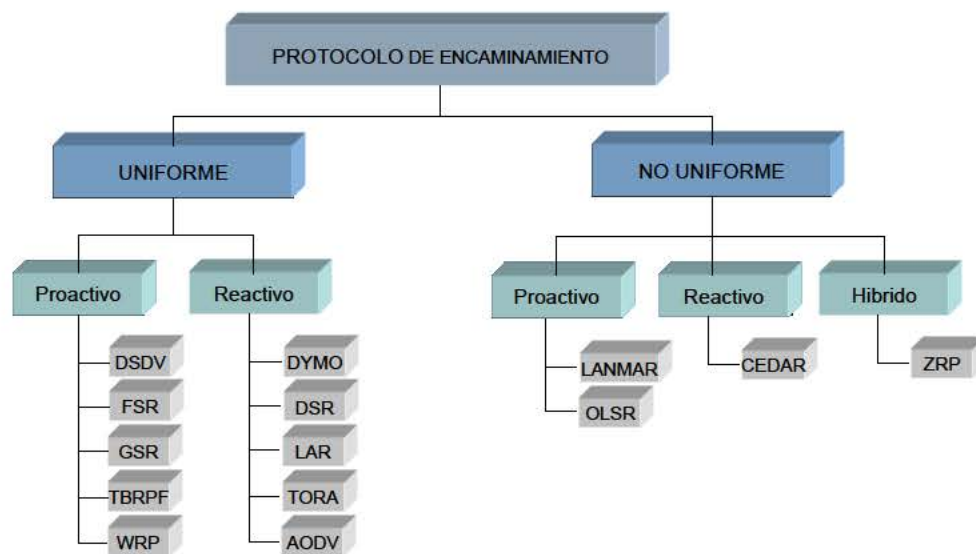 PROTOCOLO DE ENCAMINAMIENTO
UNIFORME
NO UNIFORME
Proactivo
Reactivo
Proactivo
Reactivo
Hibrido
DSDV
FSR
GSR
TBRPF
WRP
DYMO
DSR
LAR
TORA
AODV
LANMAR
OLSR
CEDAR
ZRP